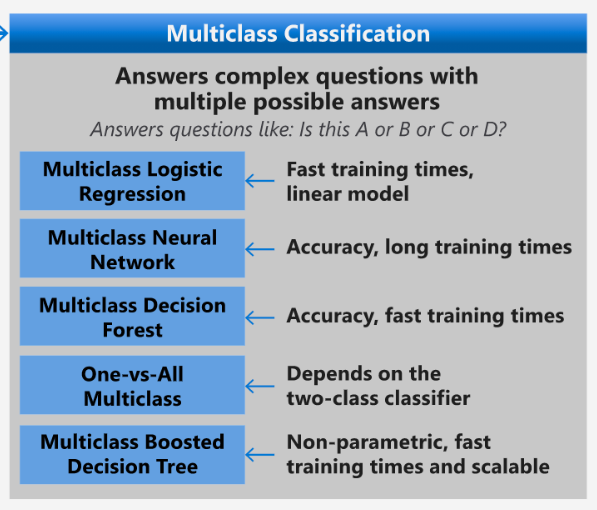 Multiclass Classification
Answers complex questions with
multiple possible answers
Answers questions like: Is this A or B or C or D?
Multiclass Logistic
Regression
Fast training times,
linear model
Multiclass Neural
Network
Accuracy, long training times
Multiclass Decision
Forest
Accuracy, fast training times
One-vs-All
Multiclass
Depends on the
two-class classifier
Multiclass Boosted
Decision Tree
Non-parametric, fast
training times and scalable